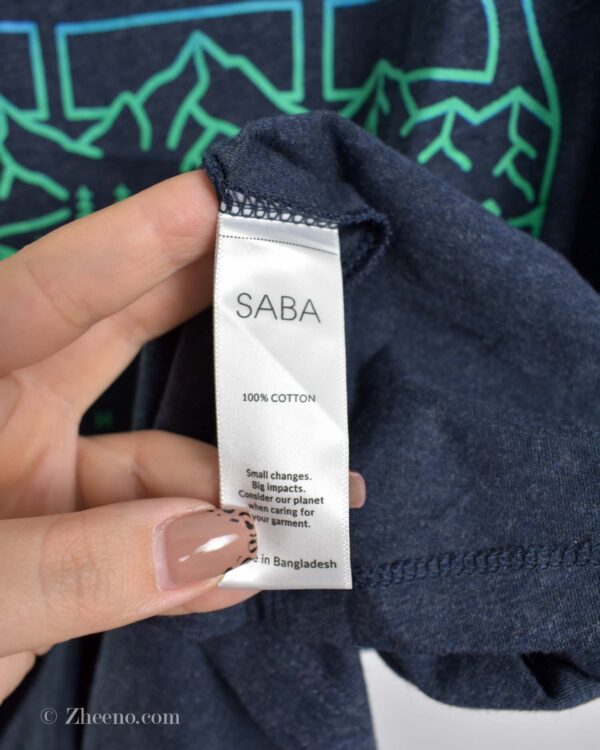 SABA
100% COTTON
Small changes.
Big impacts.
Consider our planet
when caring for
your garment.
in Bangladesh
© Zheeno.com